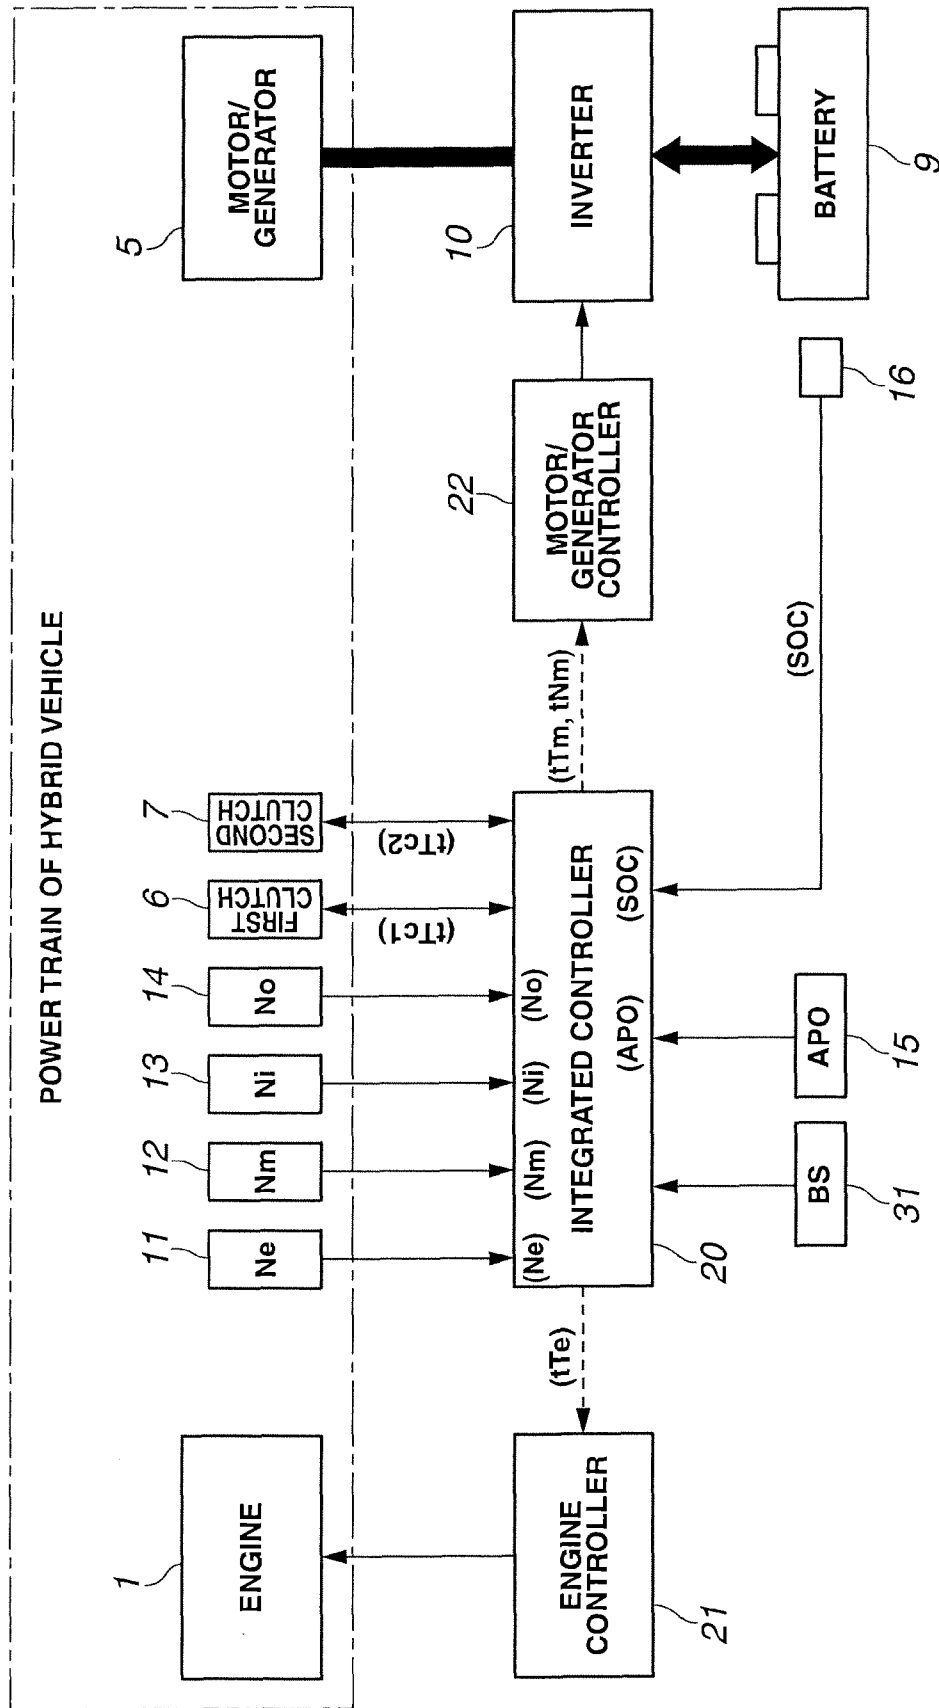 POWER TRAIN OF HYBRID VEHICLE
1
ENGINE
11
Ne
12
Nm
13
Ni
14
No
6
FIRST
CLUTCH
7
SECOND
CLUTCH
5
MOTOR/
GENERATOR
(tTc1)
(tTc2)
21
ENGINE
CONTROLLER
(tTe)
(Ne)
(Nm)
(Ni)
(No)
INTEGRATED CONTROLLER
(APO)
(SOC)
20
(tTm, tNm)
22
MOTOR/
GENERATOR
CONTROLLER
10
INVERTER
BS
31
APO
15
(SOC)
16
BATTERY
9